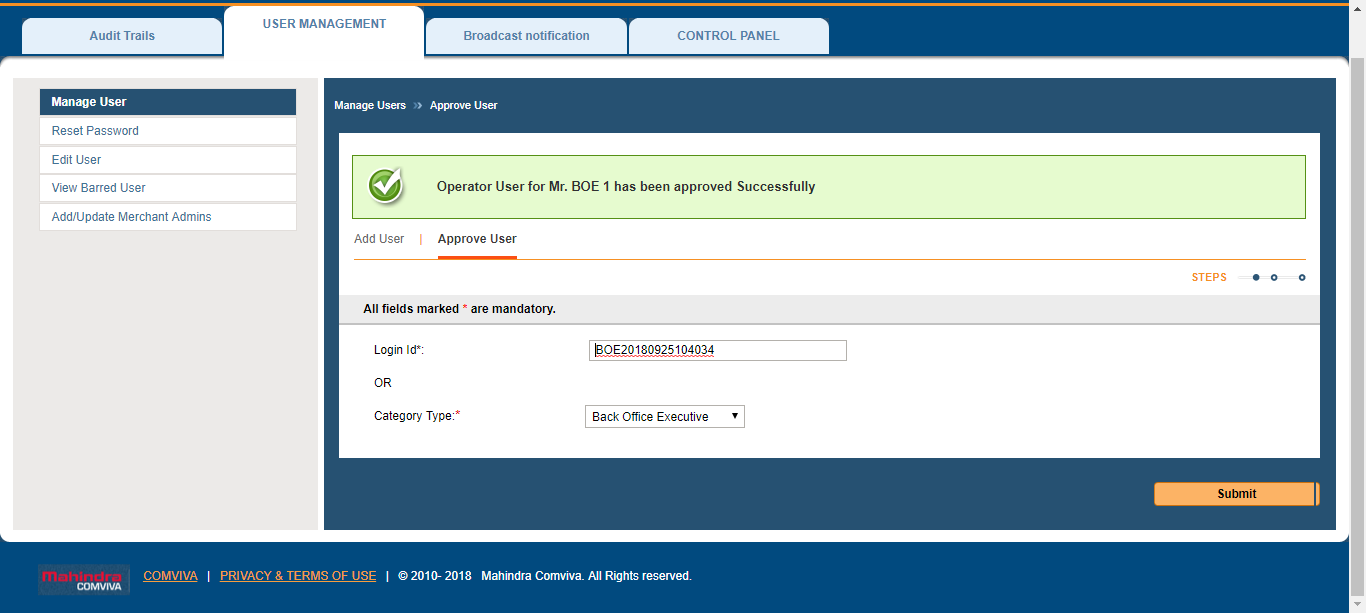 Audit Trails
USER MANAGEMENT
Broadcast notification
CONTROL PANEL
Manage User
Reset Password
Edit User
View Barred User
Add/Update Merchant Admins
Manage Users » Approve User
Operator User for Mr. BOE 1 has been approved Successfully
Add User | Approve User
STEPS
All fields marked * are mandatory.
Login Id*: BOE20180925104034
OR
Category Type:* Back Office Executive
Submit
Mahindra
COMVIVA
COMVIVA | PRIVACY & TERMS OF USE | © 2010- 2018 Mahindra Comviva. All Rights reserved.